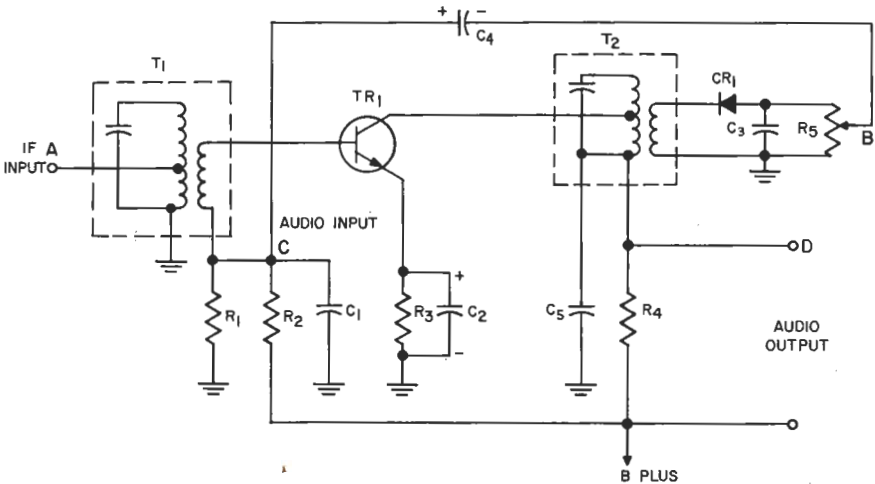 + −
C4
T1
T2
TR1
CR1
C3
R5
B
IF A
INPUT
AUDIO INPUT
C
D
+
R1
R2
C1
R3
C2
C5
R4
−
AUDIO
OUTPUT
B PLUS